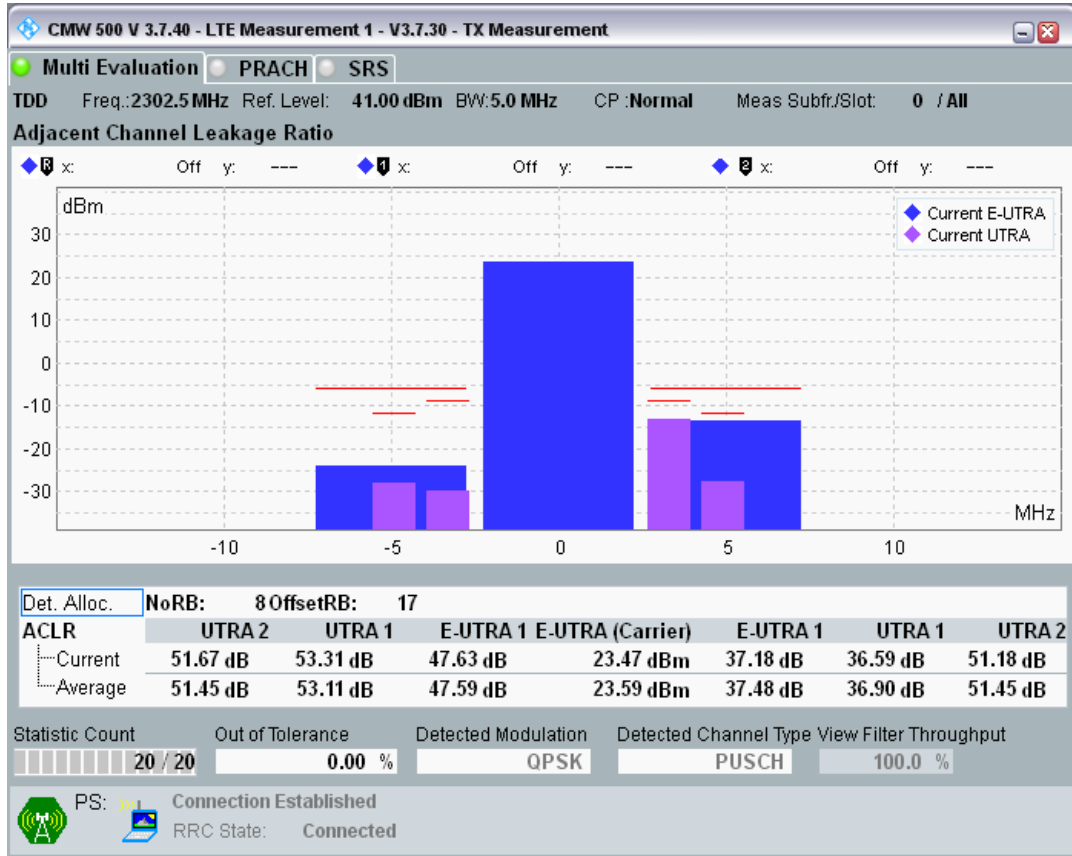 CMW 500 V 3.7.40 - LTE Measurement 1 - V3.7.30 - TX Measurement
Multi Evaluation PRACH SRS
TDD Freq.:2302.5 MHz Ref. Level: 41.00 dBm BW:5.0 MHz CP :Normal Meas Subfr./Slot: 0 / All
Adjacent Channel Leakage Ratio
R x: Off y: --- 1 x: Off y: --- 2 x: Off y: ---
dBm
Current E-UTRA
Current UTRA
30
20
10
0
-10
-20
-30
MHz
-10 -5 0 5 10
Det. Alloc. NoRB: 8 OffsetRB: 17
ACLR UTRA 2 UTRA 1 E-UTRA 1 E-UTRA (Carrier) E-UTRA 1 UTRA 1 UTRA 2
Current 51.67 dB 53.31 dB 47.63 dB 23.47 dBm 37.18 dB 36.59 dB 51.18 dB
Average 51.45 dB 53.11 dB 47.59 dB 23.59 dBm 37.48 dB 36.90 dB 51.45 dB
Statistic Count Out of Tolerance Detected Modulation Detected Channel Type View Filter Throughput
20 / 20 0.00 % QPSK PUSCH 100.0 %
PS: Connection Established
RRC State: Connected